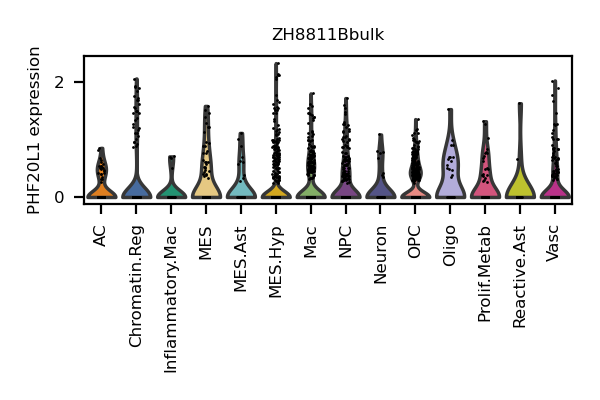 ZH8811Bbulk
PHF20L1 expression
2
0
AC
Chromatin.Reg
Inflammatory.Mac
MES
MES.Ast
MES.Hyp
Mac
NPC
Neuron
OPC
Oligo
Prolif.Metab
Reactive.Ast
Vasc